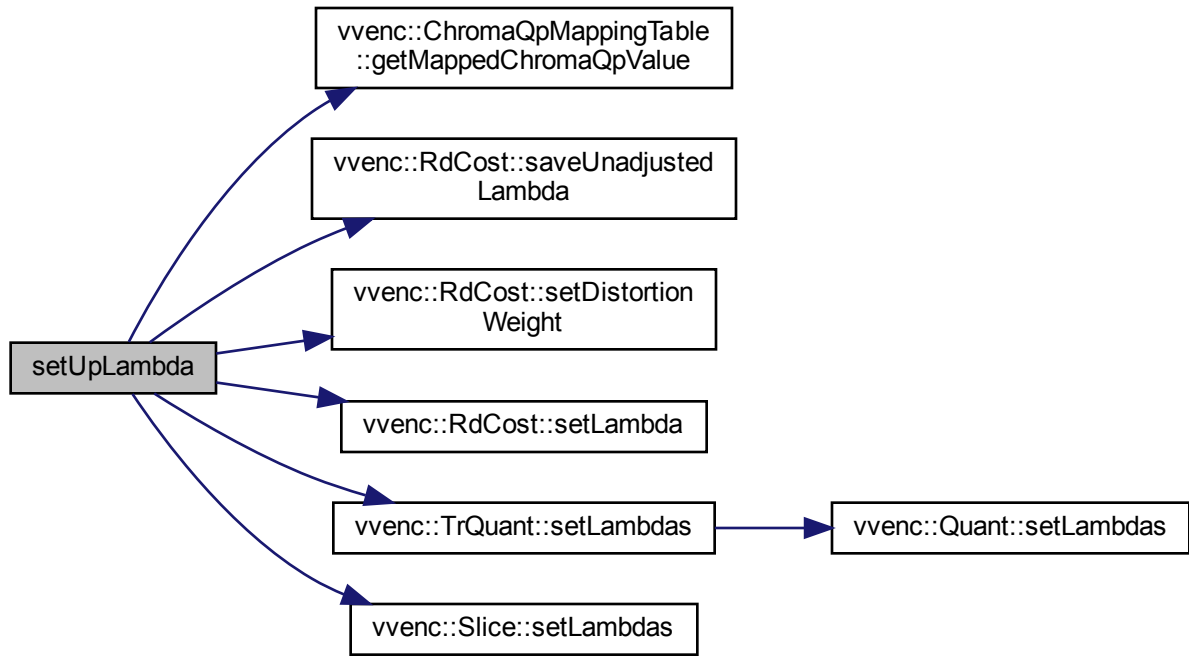 vvenc::ChromaQpMappingTable
::getMappedChromaQpValue
vvenc::RdCost::saveUnadjusted
Lambda
vvenc::RdCost::setDistortion
Weight
setUpLambda
vvenc::RdCost::setLambda
vvenc::TrQuant::setLambdas
vvenc::Quant::setLambdas
vvenc::Slice::setLambdas